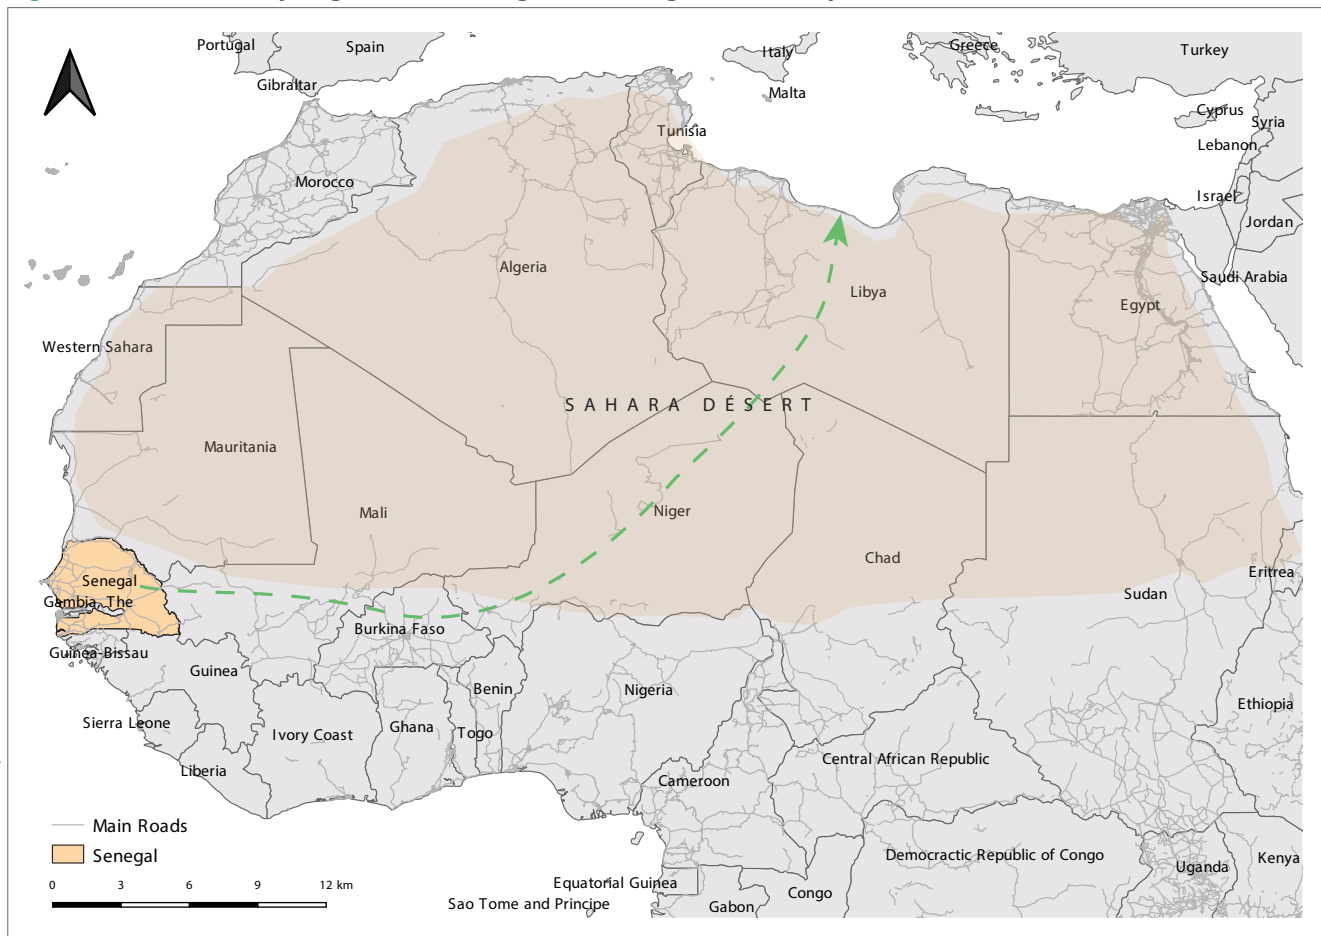 Portugal
Spain
Italy
Greece
Turkey
Gibraltar
Malta
Cyprus
Syria
Tunisia
Lebanon
Morocco
Israel
Jordan
Algeria
Saudi Arabia
Libya
Egypt
Western Sahara
SAHARA DÉSERT
Mauritania
Mali
Niger
Chad
Senegal
Eritrea
Gambia, The
Sudan
Burkina Faso
Guinea-Bissau
Guinea
Benin
Nigeria
Ethiopia
Sierra Leone
Ivory Coast
Ghana
Togo
Liberia
Central African Republic
Cameroon
Main Roads
Senegal
Democractic Republic of Congo
Uganda
Kenya
0 3 6 9 12 km
Equatorial Guinea
Congo
Sao Tome and Principe
Gabon